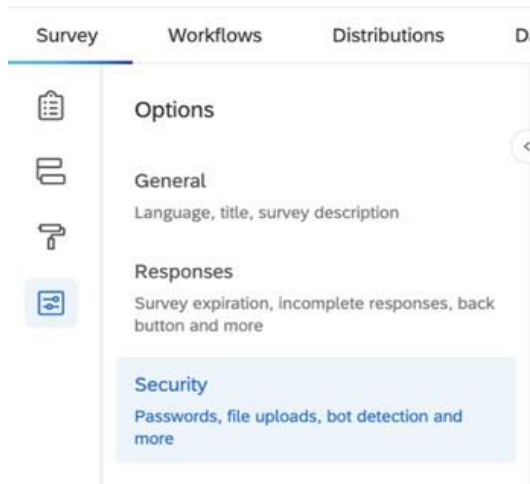 Survey Workflows Distributions D
Options
General
Language, title, survey description
Responses
Survey expiration, incomplete responses, back
button and more
Security
Passwords, file uploads, bot detection and
more